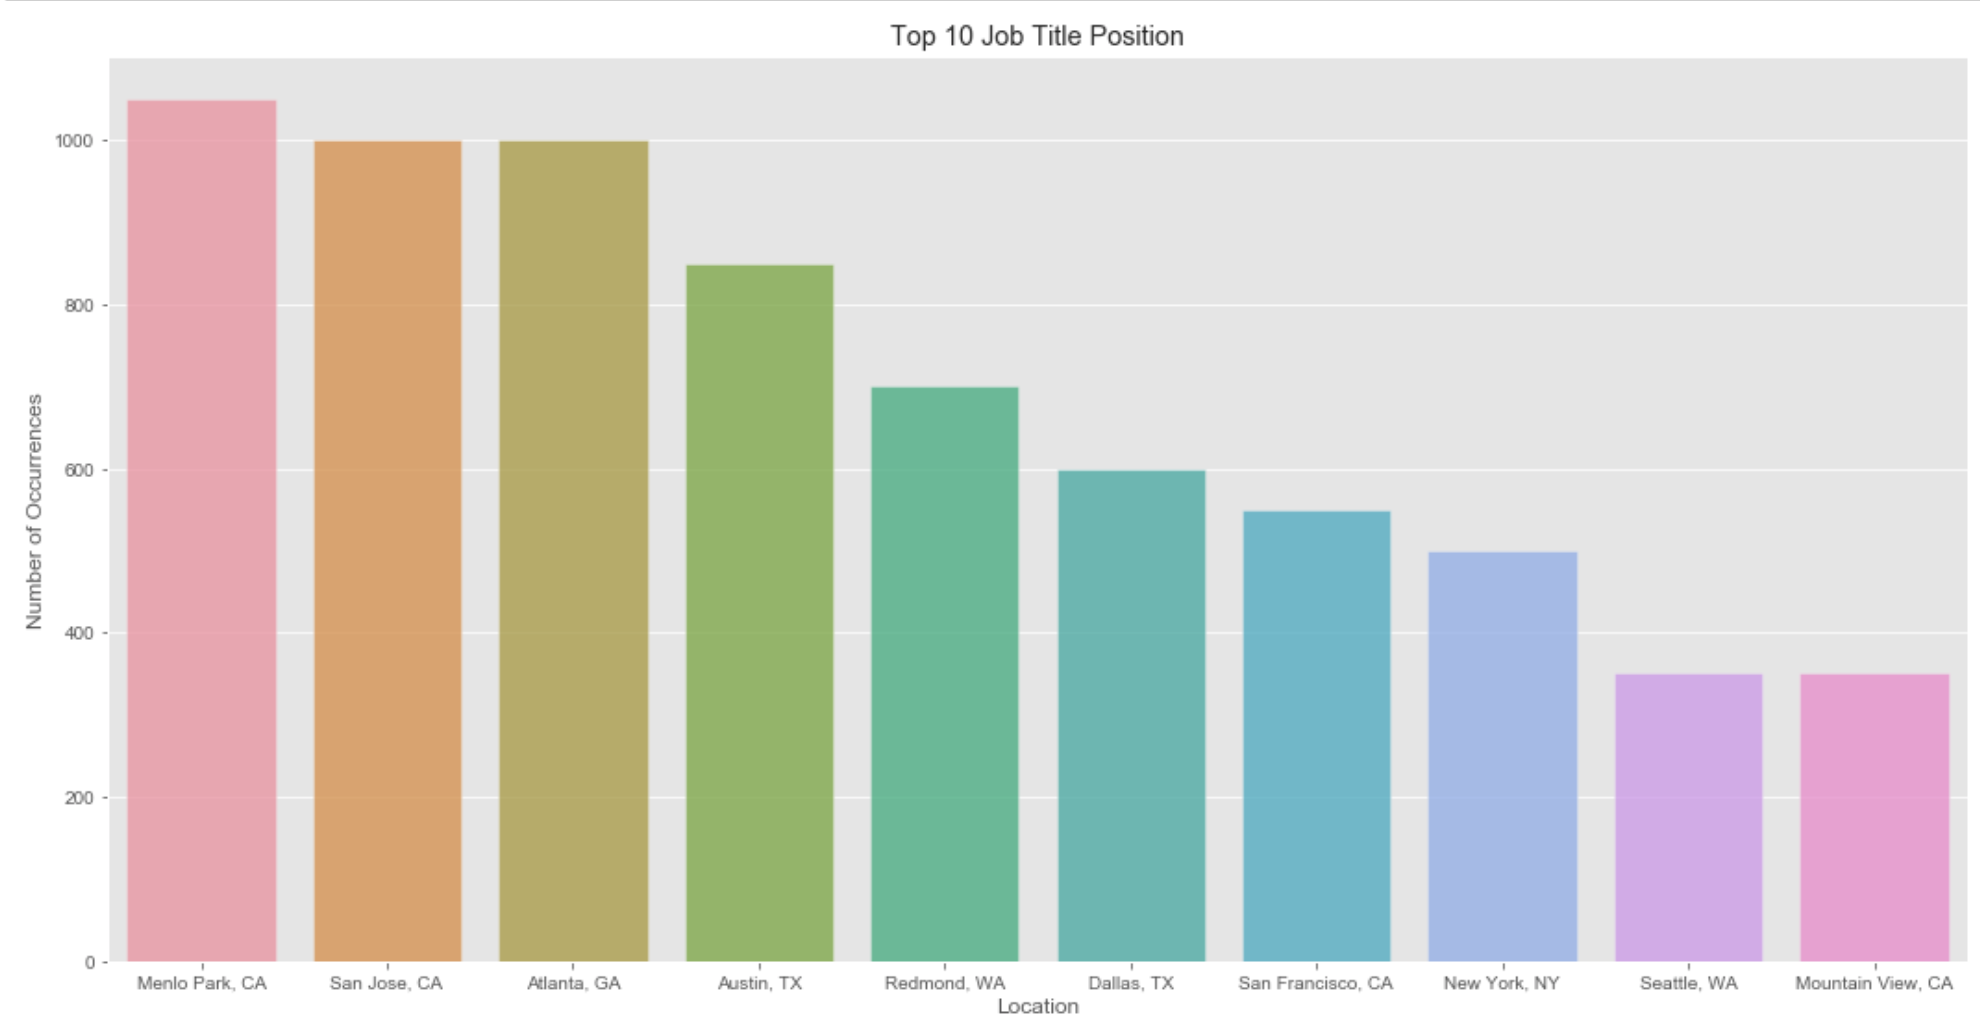 Top 10 Job Title Position
Number of Occurrences
1000
800
600
400
200
0
Menlo Park, CA San Jose, CA Atlanta, GA Austin, TX Redmond, WA Dallas, TX San Francisco, CA New York, NY Seattle, WA Mountain View, CA
Location